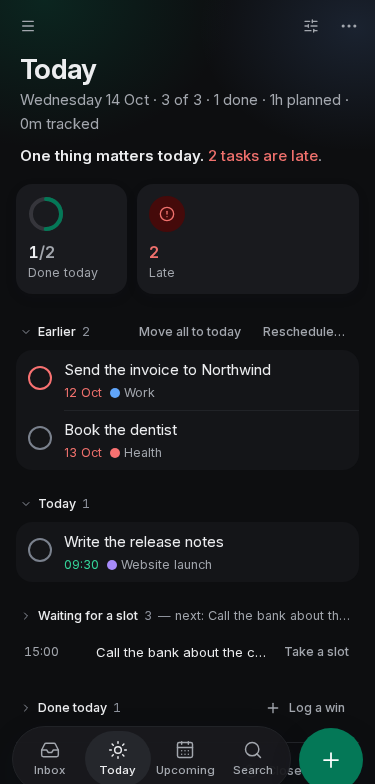 Today
Wednesday 14 Oct · 3 of 3 · 1 done · 1h planned ·
0m tracked
One thing matters today. 2 tasks are late.
1/2
Done today
2
Late
Earlier 2 Move all to today Reschedule…
Send the invoice to Northwind
12 Oct Work
Book the dentist
13 Oct Health
Today 1
Write the release notes
09:30 Website launch
Waiting for a slot 3 — next: Call the bank about th…
15:00 Call the bank about the c… Take a slot
Done today 1 Log a win
Inbox Today Upcoming Search